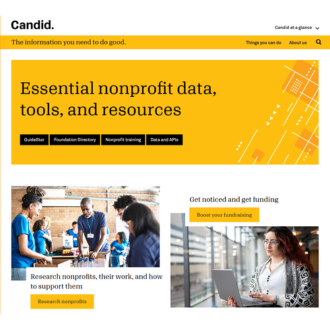 Candid.
Candid at a glance
The information you need to do good.
Things you can do
About us
Essential nonprofit data,
tools, and resources
GuideStar
Foundation Directory
Nonprofit training
Data and APIs
Get noticed and get funding
Boost your fundraising
Research nonprofits, their work, and how
to support them
Research nonprofits